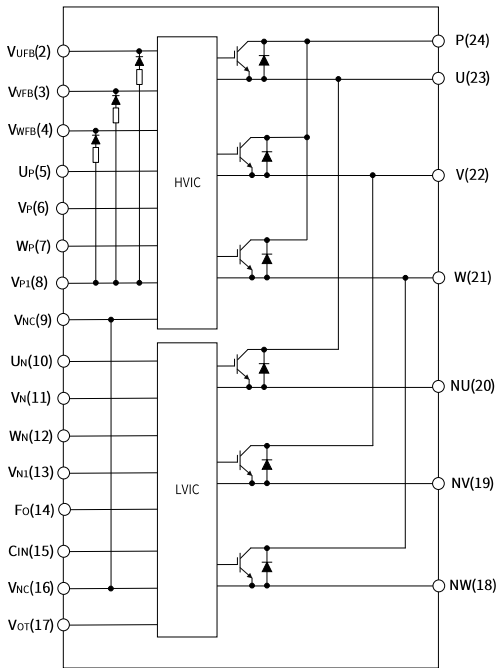 VUFB(2)
VVFB(3)
VWFB(4)
UP(5)
VP(6)
WP(7)
VP1(8)
VNC(9)
UN(10)
VN(11)
WN(12)
VN1(13)
FO(14)
CIN(15)
VNC(16)
VOT(17)
HVIC
LVIC
P(24)
U(23)
V(22)
W(21)
NU(20)
NV(19)
NW(18)